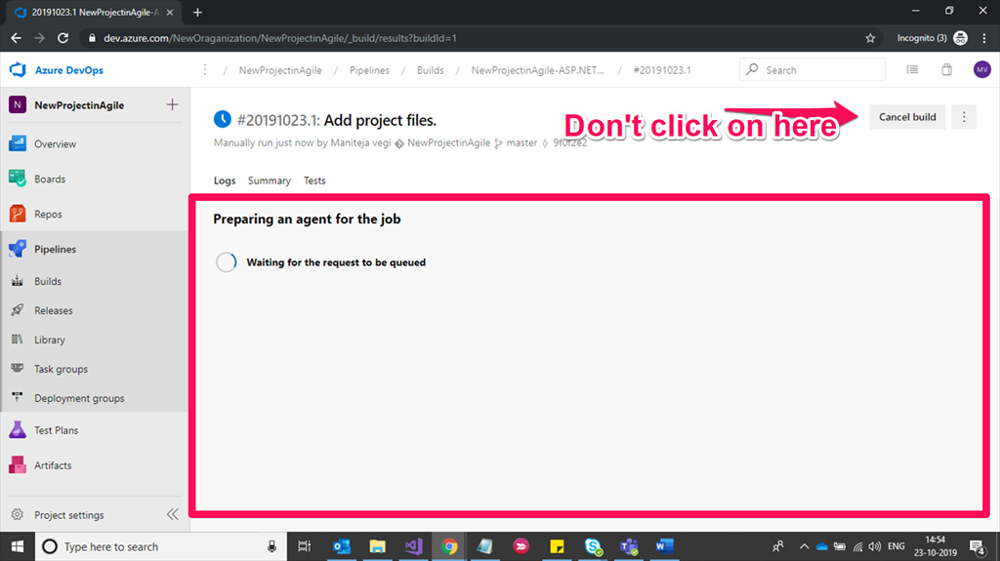 20191023.1 NewProjectinAgile-A
dev.azure.com/NewOraganization/NewProjectinAgile/_build/results?buildId=1
Incognito (3)
Azure DevOps
/ NewProjectinAgile / Pipelines / Builds / NewProjectinAgile-ASP.NET... / #20191023.1
Search
MV
N NewProjectinAgile
#20191023.1: Add project files.
Don't click on here
Cancel build
Manually run just now by Maniteja vegi NewProjectinAgile master 9f0f2e2
Overview
Boards
Repos
Pipelines
Builds
Releases
Library
Task groups
Deployment groups
Test Plans
Artifacts
Project settings
Logs Summary Tests
Preparing an agent for the job
Waiting for the request to be queued
Type here to search
ENG
14:54
23-10-2019
4